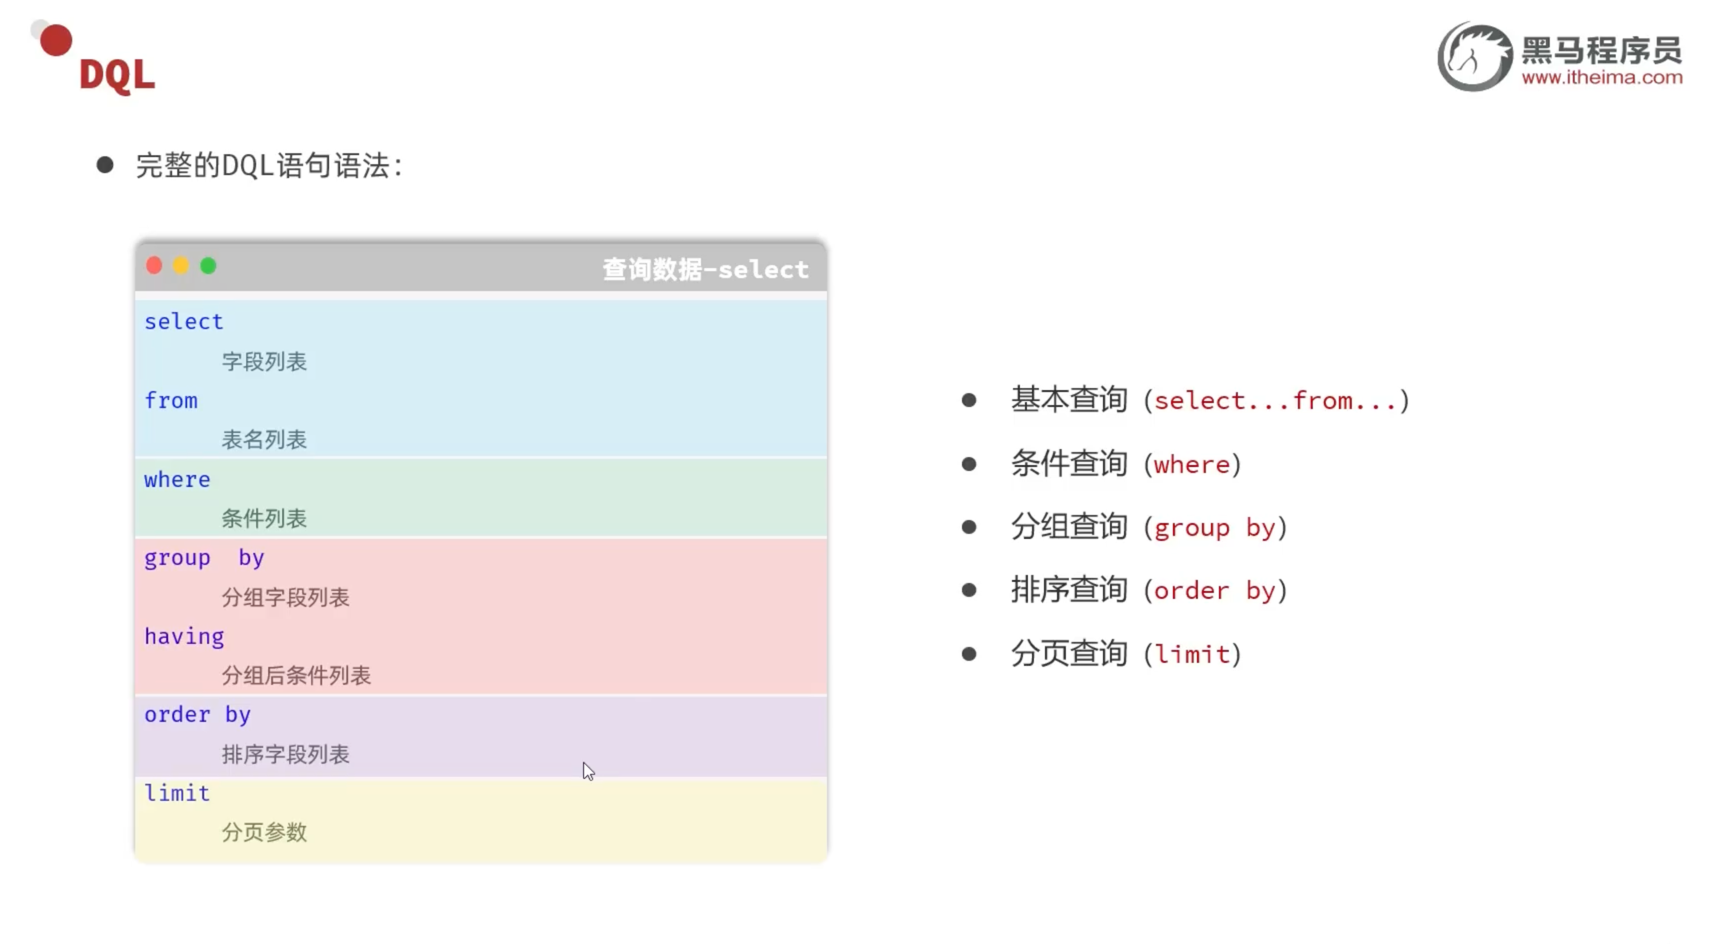 DQL
黑马程序员
www.itheima.com
完整的DQL语句语法：
查询数据-select
select
字段列表
from
表名列表
where
条件列表
group  by
分组字段列表
having
分组后条件列表
order by
排序字段列表
limit
分页参数
基本查询（select...from...）
条件查询（where）
分组查询（group by）
排序查询（order by）
分页查询（limit）